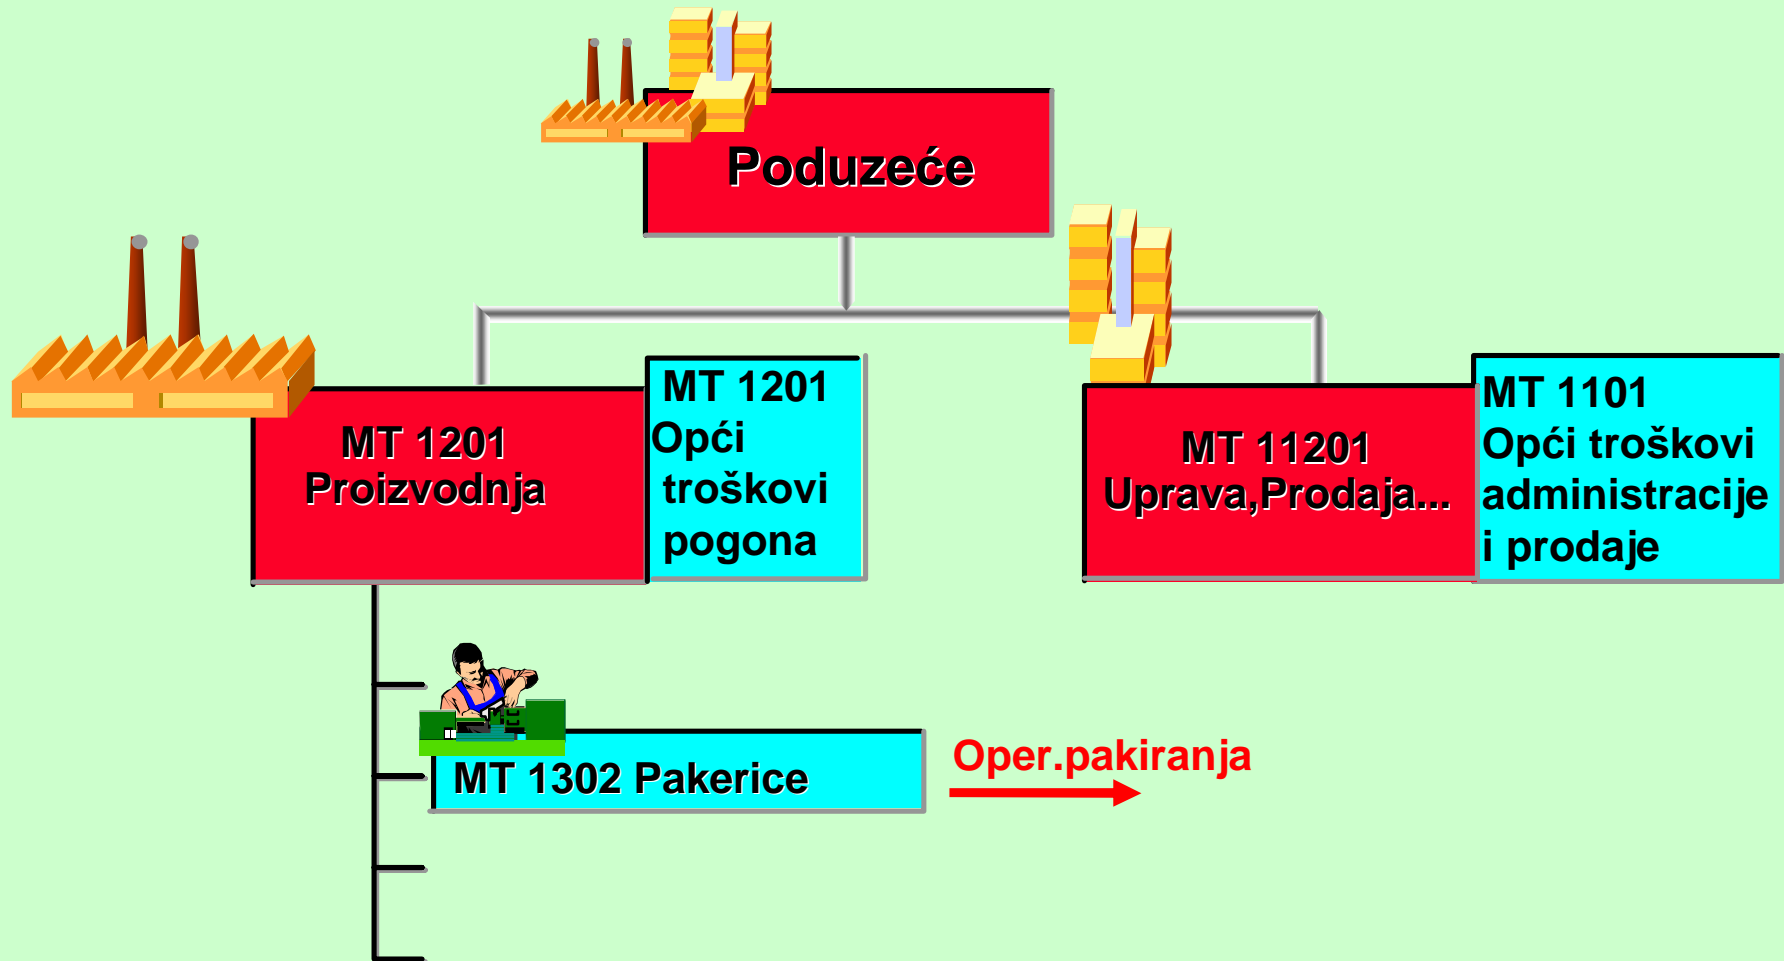 Poduzeće
MT 1201
Proizvodnja
MT 1201
Opći
troškovi
pogona
MT 11201
Uprava,Prodaja...
MT 1101
Opći troškovi
administracije
i prodaje
MT 1302 Pakerice
Oper.pakiranja